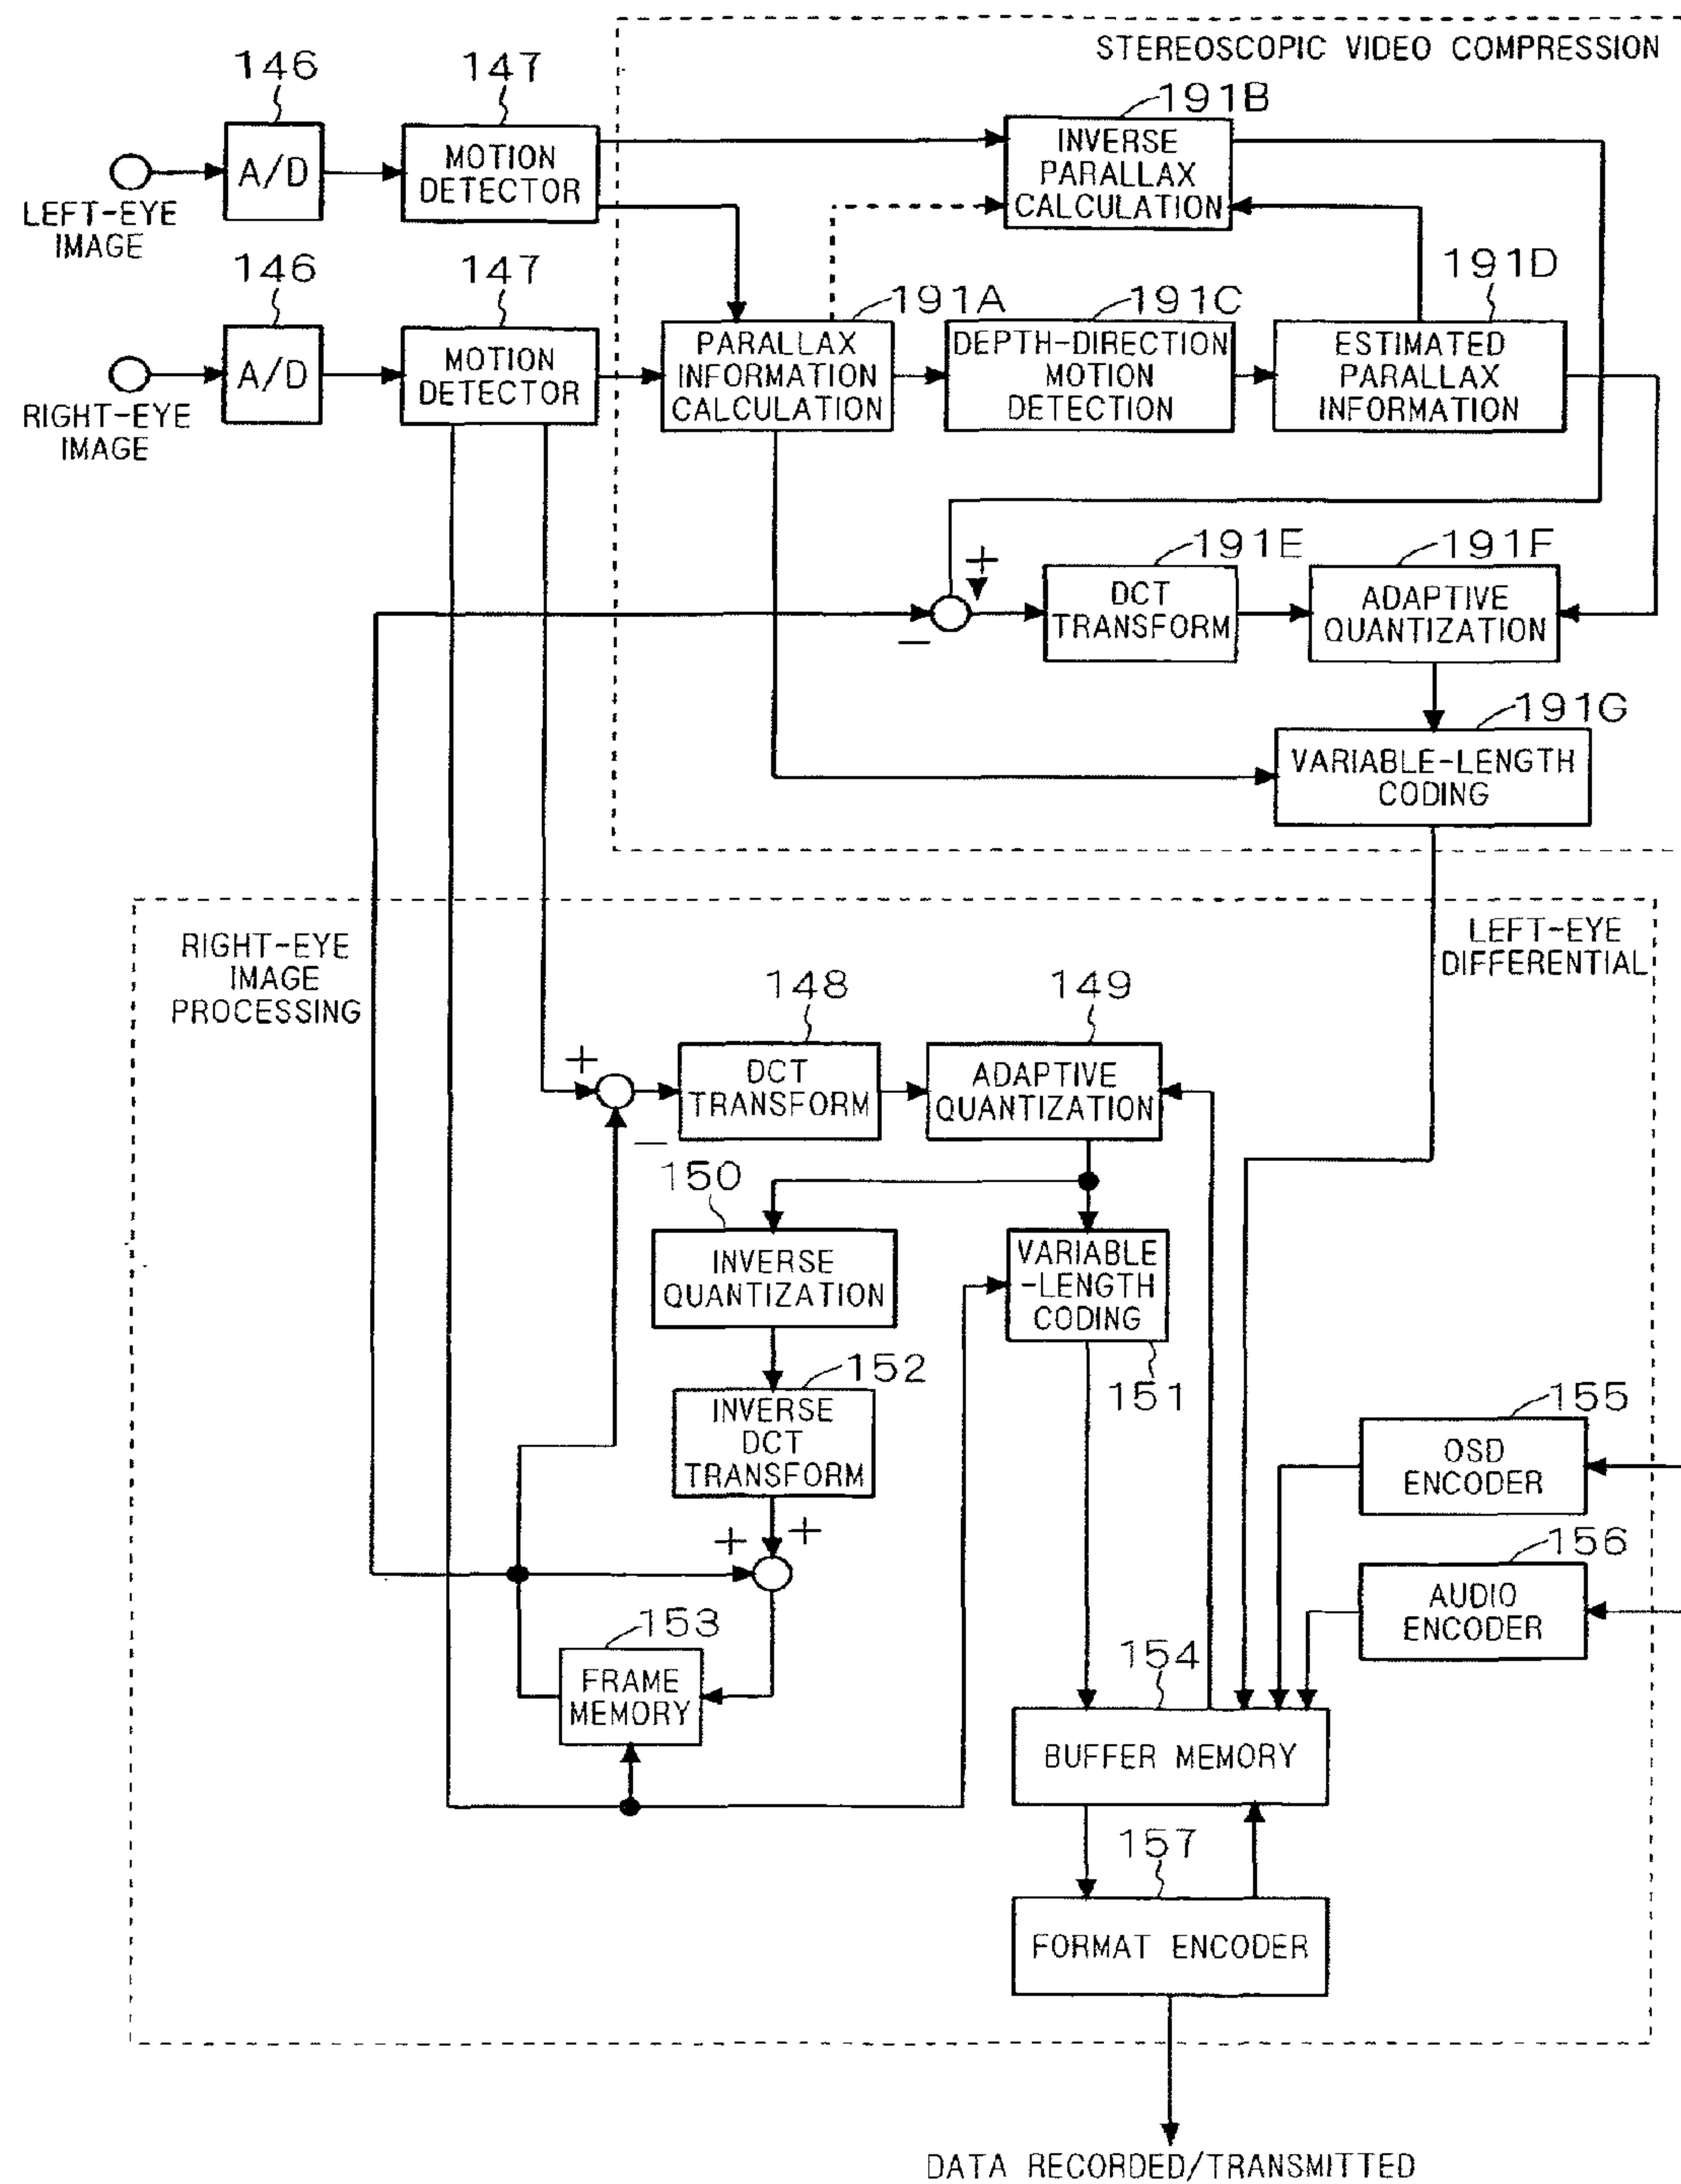 STEREOSCOPIC VIDEO COMPRESSION
146
147
191B
A/D
MOTION
DETECTOR
INVERSE
PARALLAX
CALCULATION
LEFT-EYE
IMAGE
146
147
191A
191C
191D
A/D
MOTION
DETECTOR
PARALLAX
INFORMATION
CALCULATION
DEPTH-DIRECTION
MOTION
DETECTION
ESTIMATED
PARALLAX
INFORMATION
RIGHT-EYE
IMAGE
191E
191F
+
−
DCT
TRANSFORM
ADAPTIVE
QUANTIZATION
191G
VARIABLE-LENGTH
CODING
RIGHT-EYE
IMAGE
PROCESSING
LEFT-EYE
DIFFERENTIAL
148
149
+
−
DCT
TRANSFORM
ADAPTIVE
QUANTIZATION
150
INVERSE
QUANTIZATION
VARIABLE
-LENGTH
CODING
151
152
INVERSE
DCT
TRANSFORM
155
OSD
ENCODER
+
+
156
AUDIO
ENCODER
153
FRAME
MEMORY
154
BUFFER MEMORY
157
FORMAT ENCODER
DATA RECORDED/TRANSMITTED